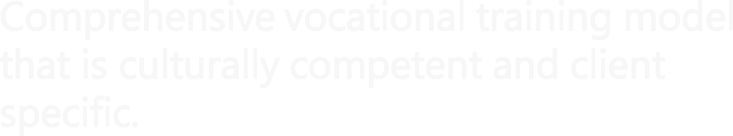 Comprehensive vocational training model
that is culturally competent and client
specific.